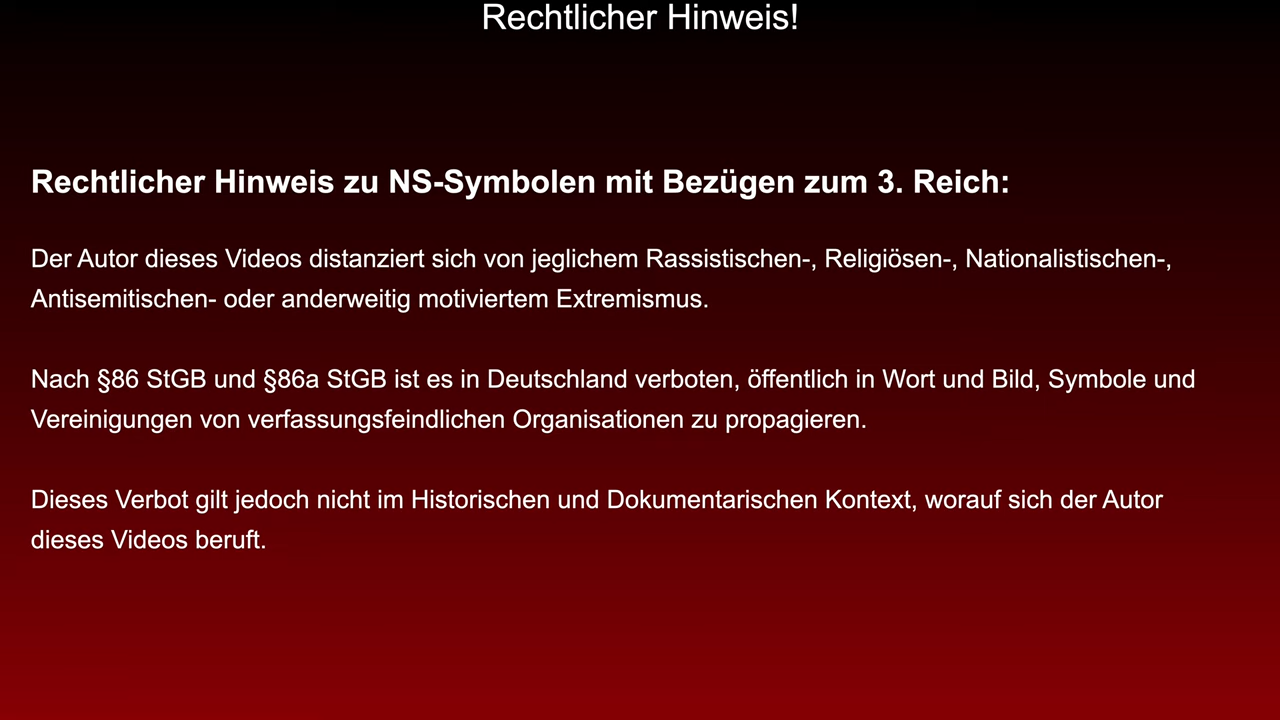 Rechtlicher Hinweis!
Rechtlicher Hinweis zu NS-Symbolen mit Bezügen zum 3. Reich:
Der Autor dieses Videos distanziert sich von jeglichem Rassistischen-, Religiösen-, Nationalistischen-,
Antisemitischen- oder anderweitig motiviertem Extremismus.
Nach §86 StGB und §86a StGB ist es in Deutschland verboten, öffentlich in Wort und Bild, Symbole und
Vereinigungen von verfassungsfeindlichen Organisationen zu propagieren.
Dieses Verbot gilt jedoch nicht im Historischen und Dokumentarischen Kontext, worauf sich der Autor
dieses Videos beruft.